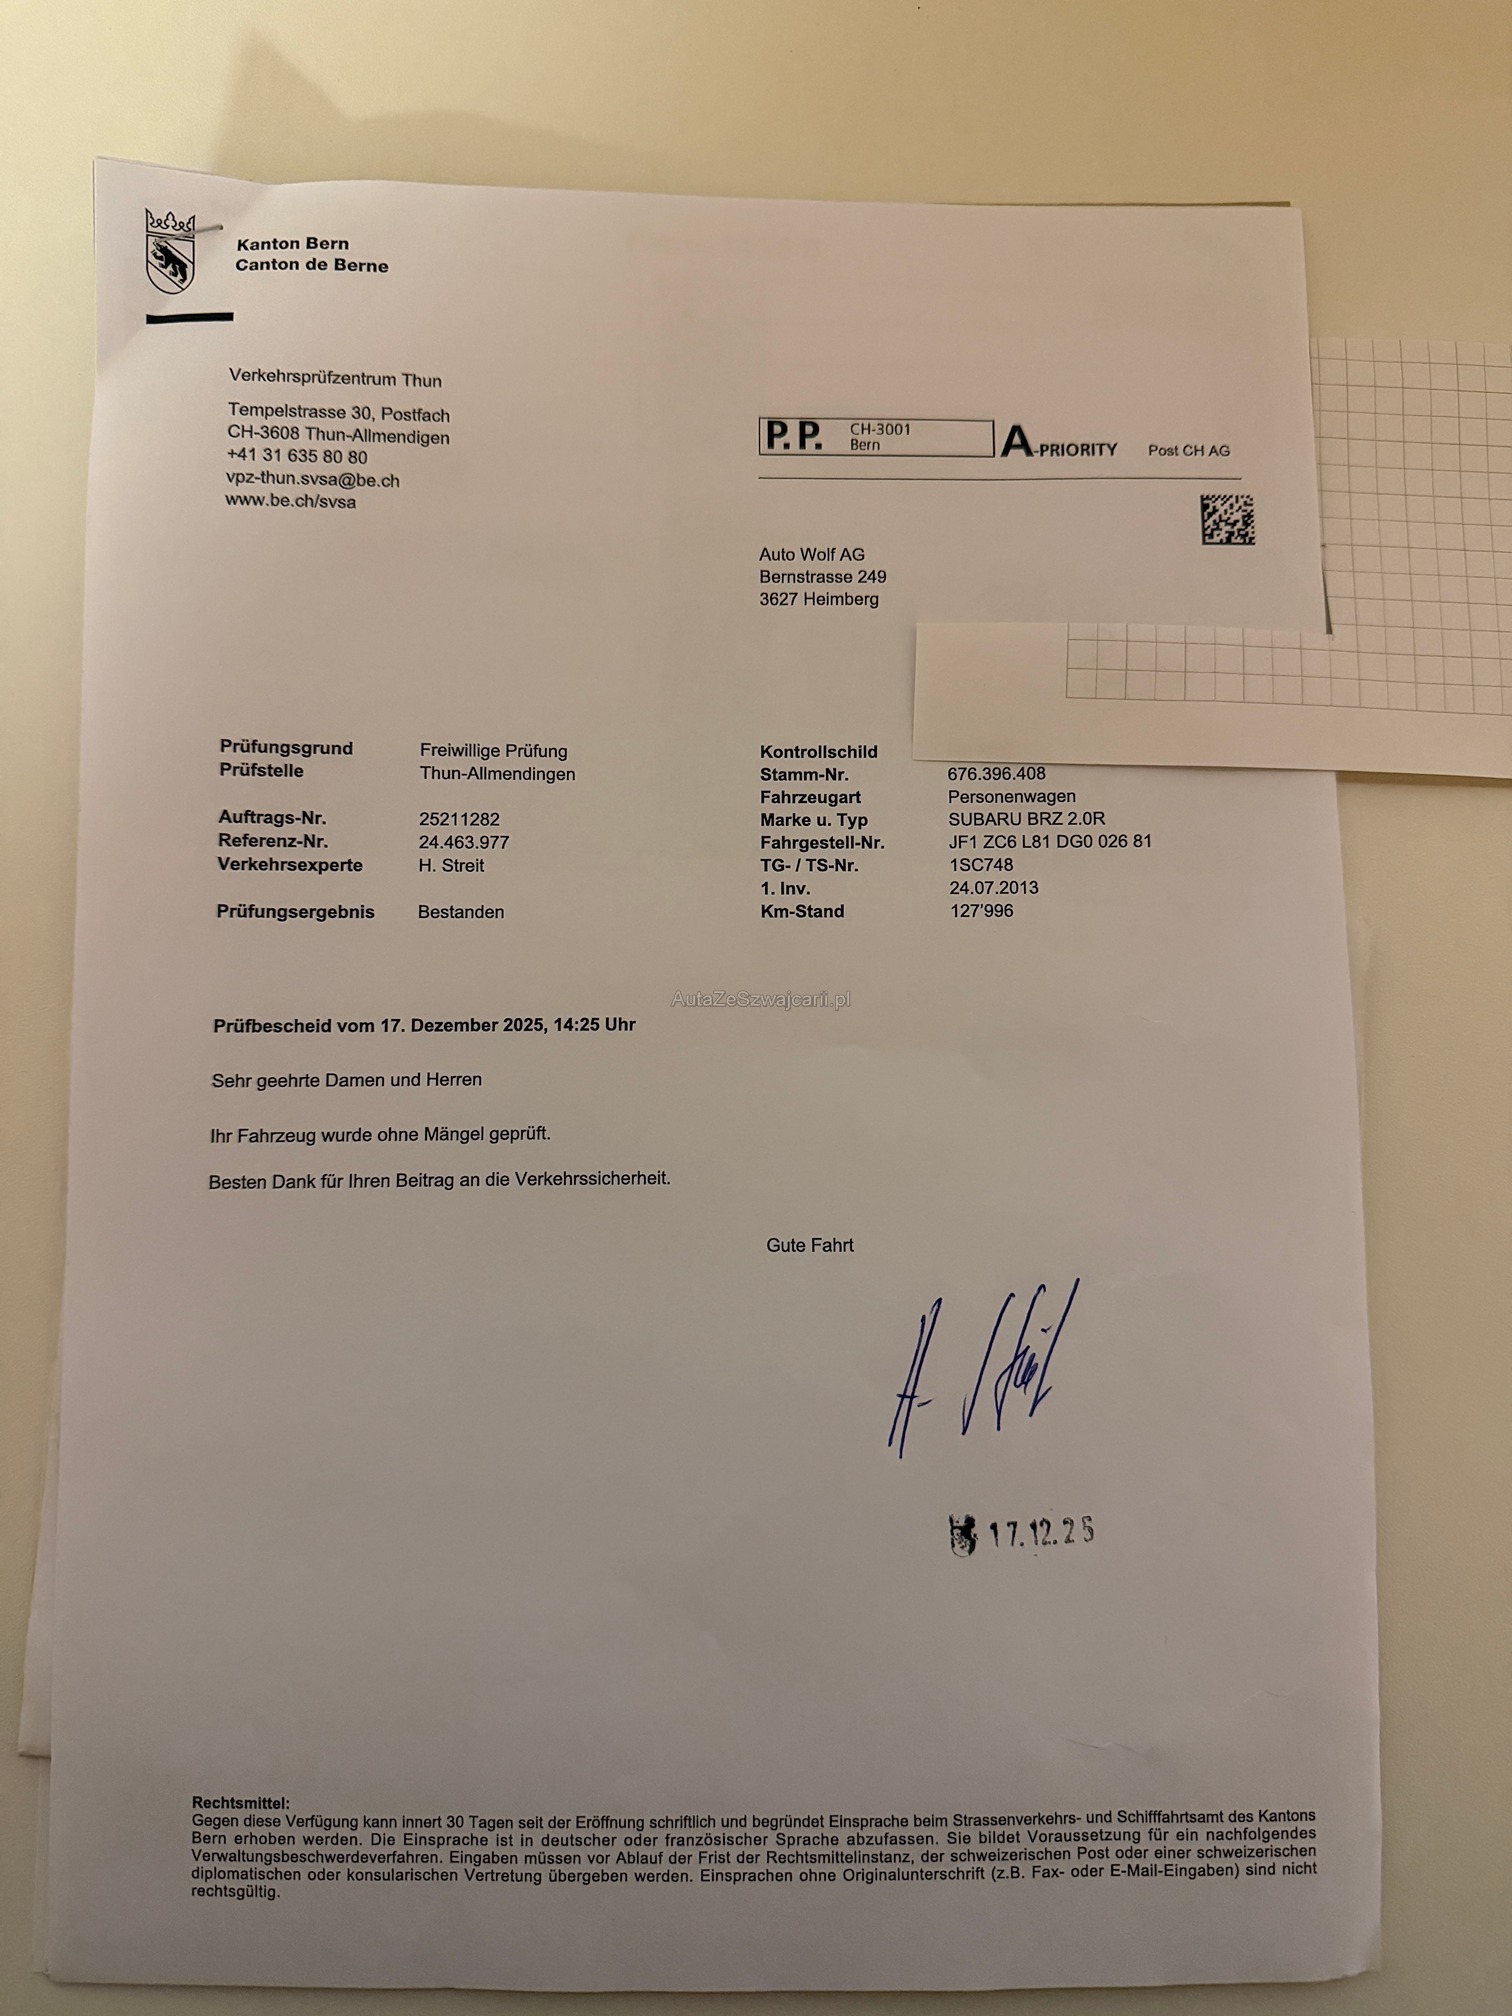 Kanton Bern
Canton de Berne
Verkehrsprüfzentrum Thun
Tempelstrasse 30, Postfach
CH-3608 Thun-Allmendigen
+41 31 635 80 80
vpz-thun.svsa@be.ch
www.be.ch/svsa
P.P. CH-3001
Bern
A-PRIORITY Post CH AG
Auto Wolf AG
Bernstrasse 249
3627 Heimberg
Prüfungsgrund Freiwillige Prüfung
Prüfstelle Thun-Allmendingen
Auftrags-Nr. 25211282
Referenz-Nr. 24.463.977
Verkehrsexperte H. Streit
Prüfungsergebnis Bestanden
Kontrollschild
Stamm-Nr. 676.396.408
Fahrzeugart Personenwagen
Marke u. Typ SUBARU BRZ 2.0R
Fahrgestell-Nr. JF1 ZC6 L81 DG0 026 81
TG- / TS-Nr. 1SC748
1. Inv. 24.07.2013
Km-Stand 127'996
AutaZeSzwajcarii.pl
Prüfbescheid vom 17. Dezember 2025, 14:25 Uhr
Sehr geehrte Damen und Herren
Ihr Fahrzeug wurde ohne Mängel geprüft.
Besten Dank für Ihren Beitrag an die Verkehrssicherheit.
Gute Fahrt
H. Streit
17.12.25
Rechtsmittel:
Gegen diese Verfügung kann innert 30 Tagen seit der Eröffnung schriftlich und begründet Einsprache beim Strassenverkehrs- und Schifffahrtsamt des Kantons
Bern erhoben werden. Die Einsprache ist in deutscher oder französischer Sprache abzufassen. Sie bildet Voraussetzung für ein nachfolgendes
Verwaltungsbeschwerdeverfahren. Eingaben müssen vor Ablauf der Frist der Rechtsmittelinstanz, der schweizerischen Post oder einer schweizerischen
diplomatischen oder konsularischen Vertretung übergeben werden. Einsprachen ohne Originalunterschrift (z.B. Fax- oder E-Mail-Eingaben) sind nicht
rechtsgültig.